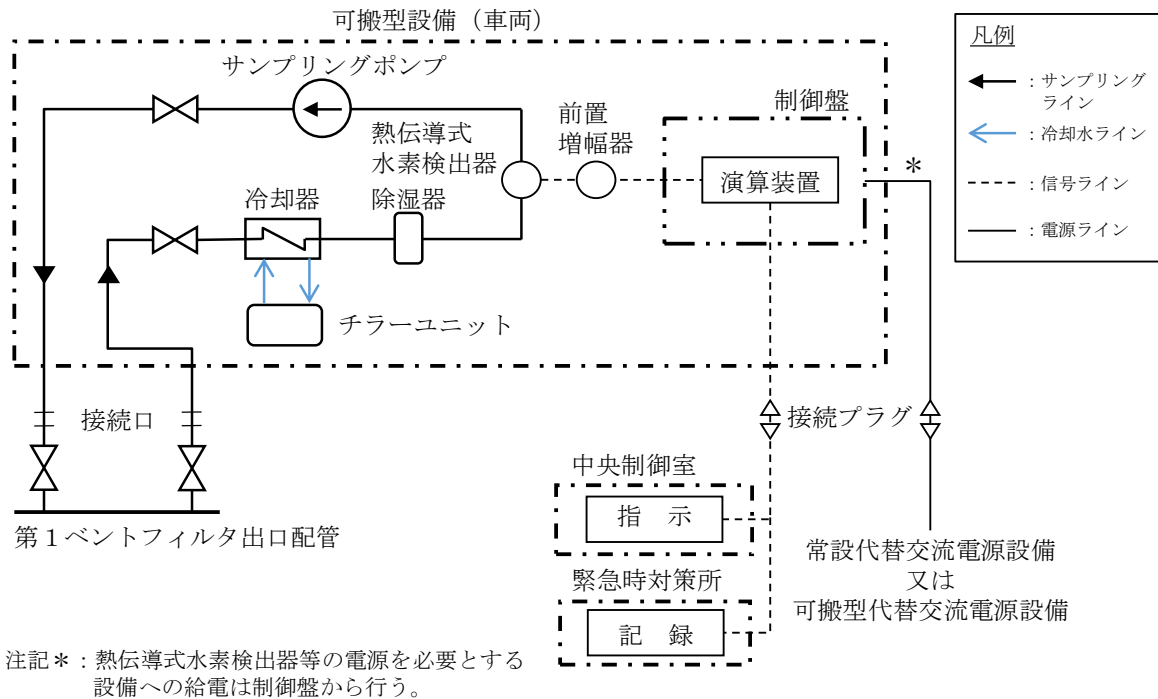 可搬型設備（車両）
サンプリングポンプ
熱伝導式
水素検出器
前置
増幅器
制御盤
演算装置
＊
冷却器
除湿器
チラーユニット
接続口
第１ベントフィルタ出口配管
接続プラグ
中央制御室
指　示
緊急時対策所
記　録
常設代替交流電源設備
又は
可搬型代替交流電源設備
凡例
：サンプリング
ライン
：冷却水ライン
：信号ライン
：電源ライン
注記＊：熱伝導式水素検出器等の電源を必要とする
設備への給電は制御盤から行う。